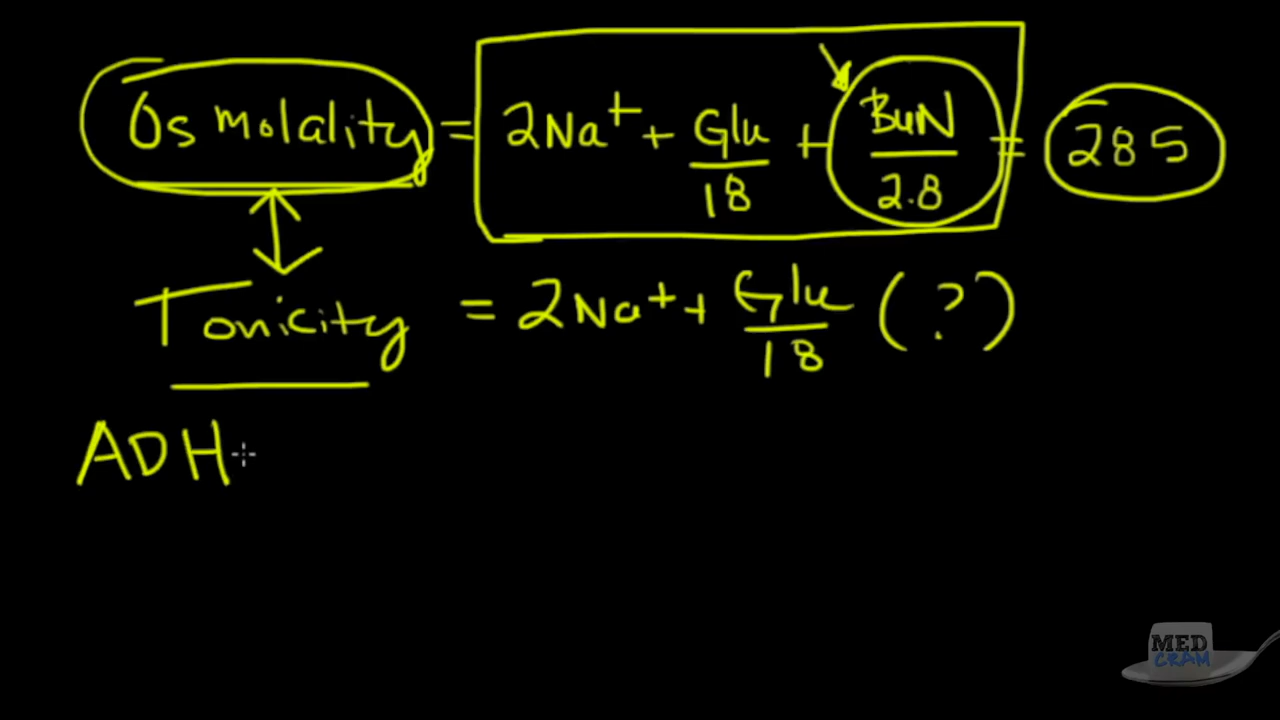 Osmolality = 2Na+ + Glu/18 + BUN/2.8 = 285
Tonicity = 2Na+ + Glu/18 (?)
ADH
MED
CRAM